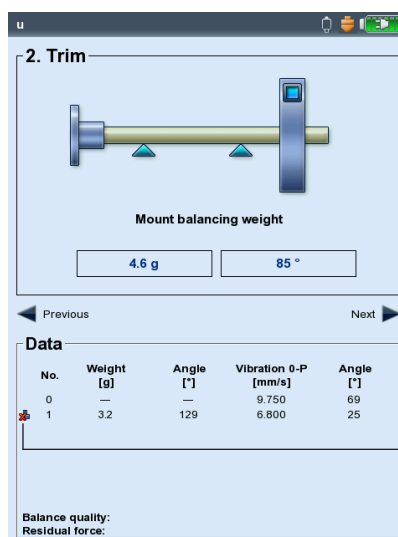 u
2. Trim
Mount balancing weight
4.6 g 85 °
Previous Next
Data
No. Weight [g] Angle [°] Vibration 0-P [mm/s] Angle [°]
0 — — 9.750 69
1 3.2 129 6.800 25
Balance quality:
Residual force: